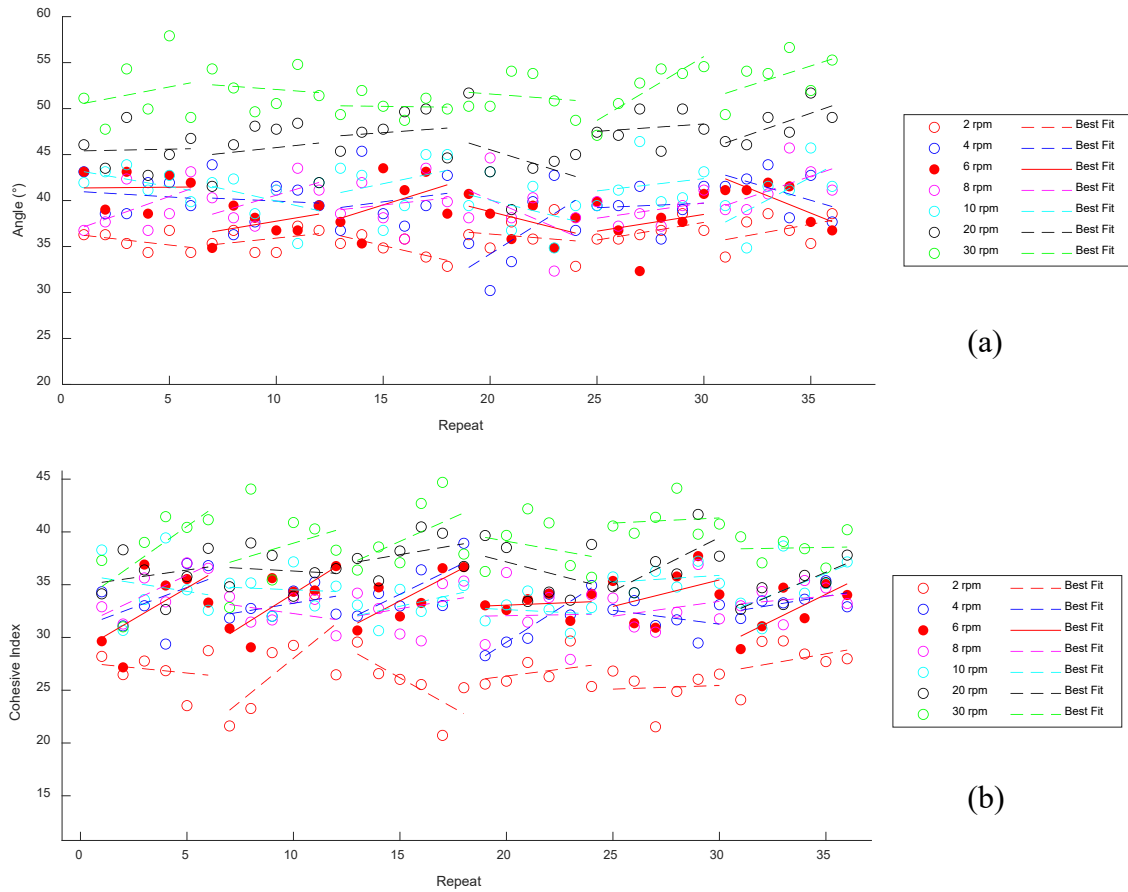 60
55
50
45
40
35
30
25
20
Angle (°)
0 5 10 15 20 25 30 35
Repeat
2 rpm Best Fit
4 rpm Best Fit
6 rpm Best Fit
8 rpm Best Fit
10 rpm Best Fit
20 rpm Best Fit
30 rpm Best Fit
(a)
45
40
35
30
25
20
15
Cohesive Index
0 5 10 15 20 25 30 35
Repeat
2 rpm Best Fit
4 rpm Best Fit
6 rpm Best Fit
8 rpm Best Fit
10 rpm Best Fit
20 rpm Best Fit
30 rpm Best Fit
(b)